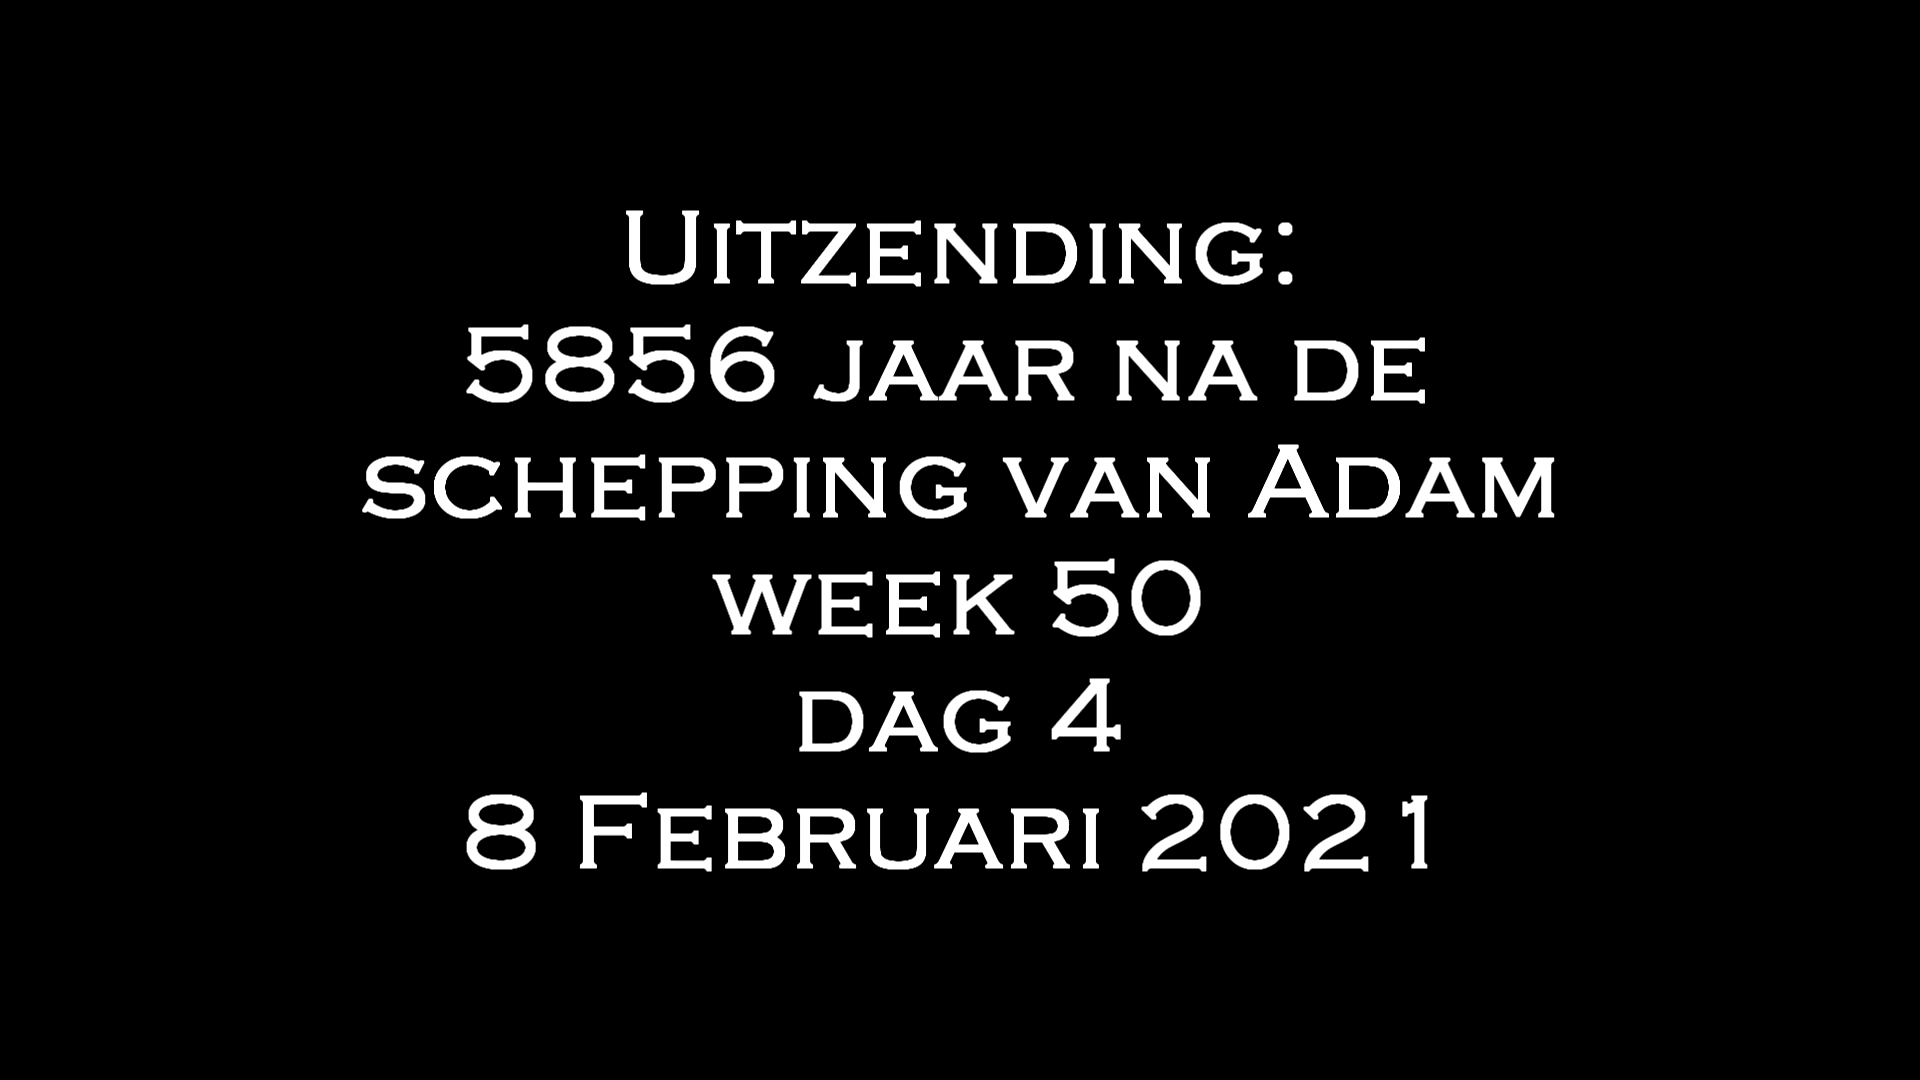 Uitzending:
5856 jaar na de
schepping van Adam
week 50
dag 4
8 Februari 2021